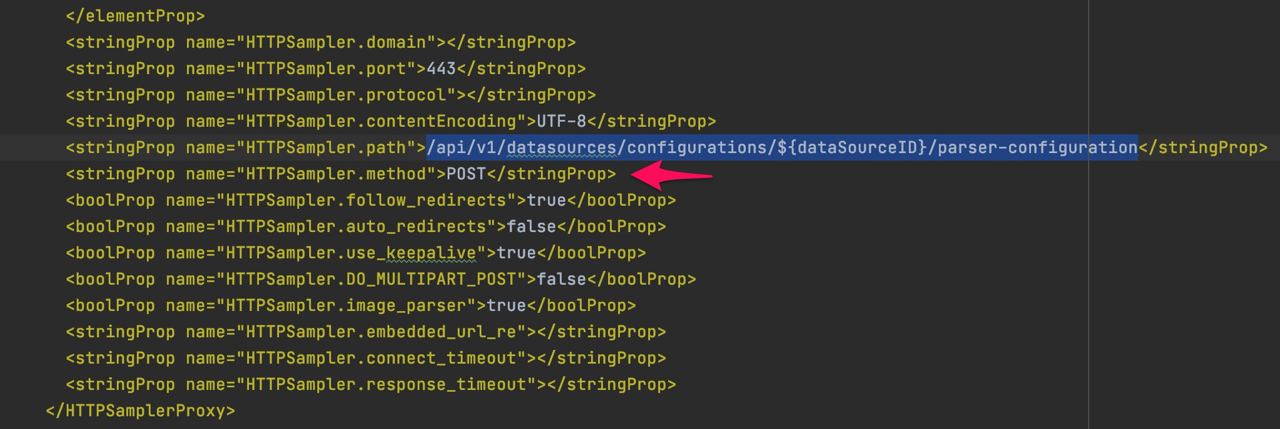 </elementProp>
<stringProp name="HTTPSampler.domain"></stringProp>
<stringProp name="HTTPSampler.port">443</stringProp>
<stringProp name="HTTPSampler.protocol"></stringProp>
<stringProp name="HTTPSampler.contentEncoding">UTF-8</stringProp>
<stringProp name="HTTPSampler.path">/api/v1/datasources/configurations/${dataSourceID}/parser-configuration</stringProp>
<stringProp name="HTTPSampler.method">POST</stringProp>
<boolProp name="HTTPSampler.follow_redirects">true</boolProp>
<boolProp name="HTTPSampler.auto_redirects">false</boolProp>
<boolProp name="HTTPSampler.use_keepalive">true</boolProp>
<boolProp name="HTTPSampler.DO_MULTIPART_POST">false</boolProp>
<boolProp name="HTTPSampler.image_parser">true</boolProp>
<stringProp name="HTTPSampler.embedded_url_re"></stringProp>
<stringProp name="HTTPSampler.connect_timeout"></stringProp>
<stringProp name="HTTPSampler.response_timeout"></stringProp>
</HTTPSamplerProxy>